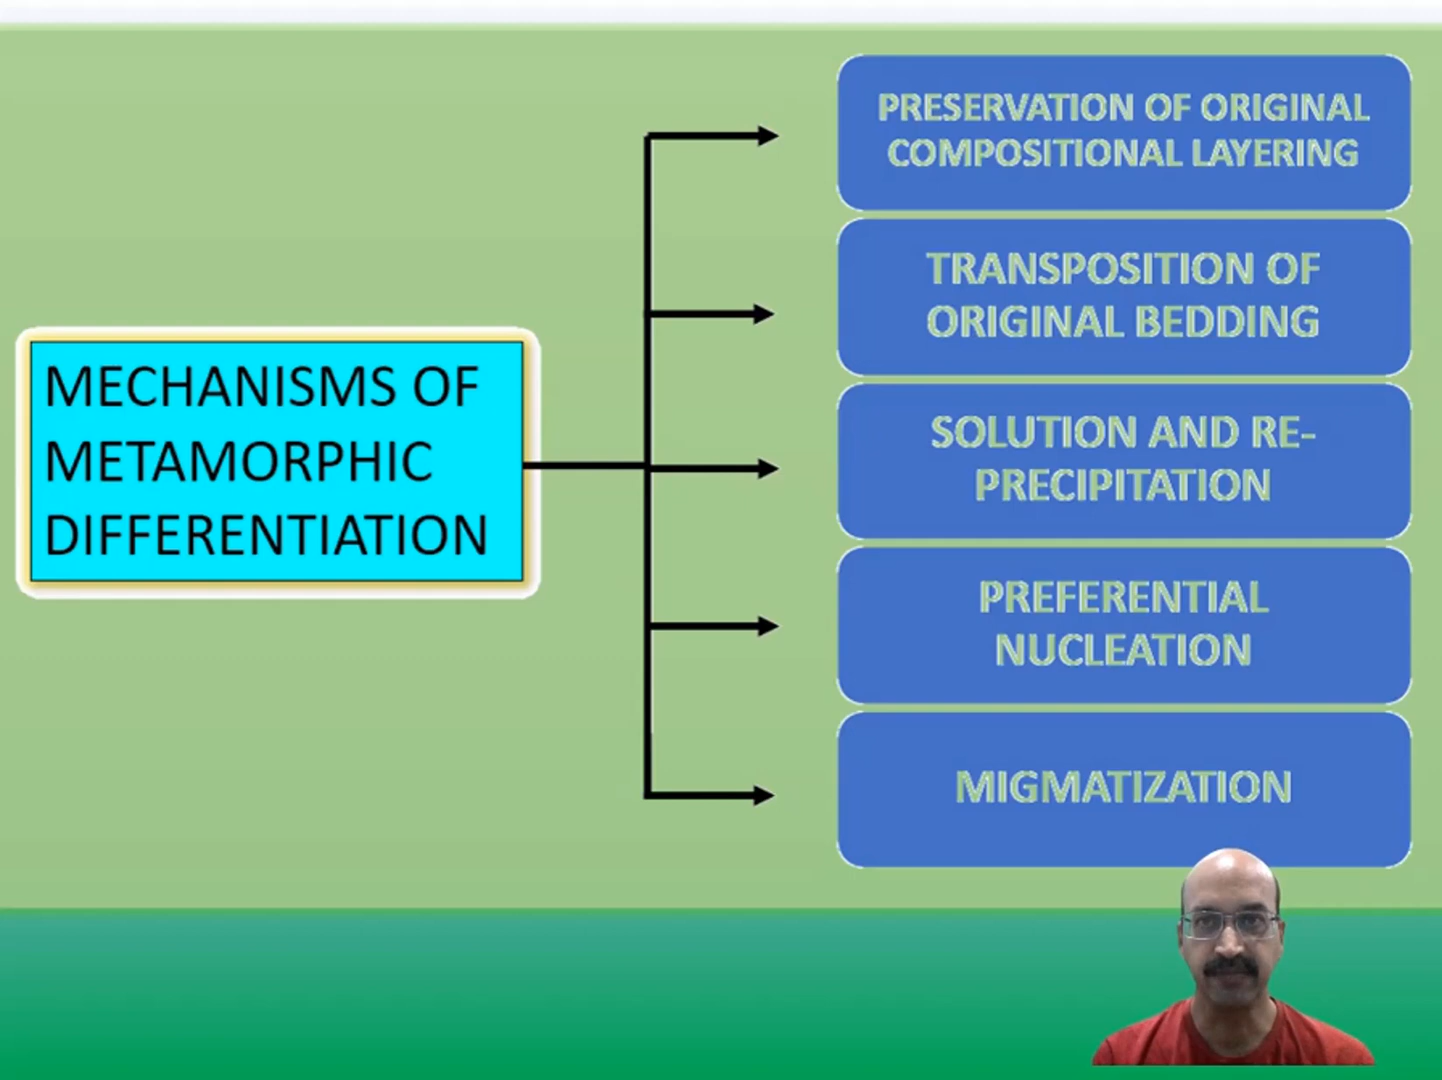 MECHANISMS OF
METAMORPHIC
DIFFERENTIATION
PRESERVATION OF ORIGINAL
COMPOSITIONAL LAYERING
TRANSPOSITION OF
ORIGINAL BEDDING
SOLUTION AND RE-
PRECIPITATION
PREFERENTIAL
NUCLEATION
MIGMATIZATION